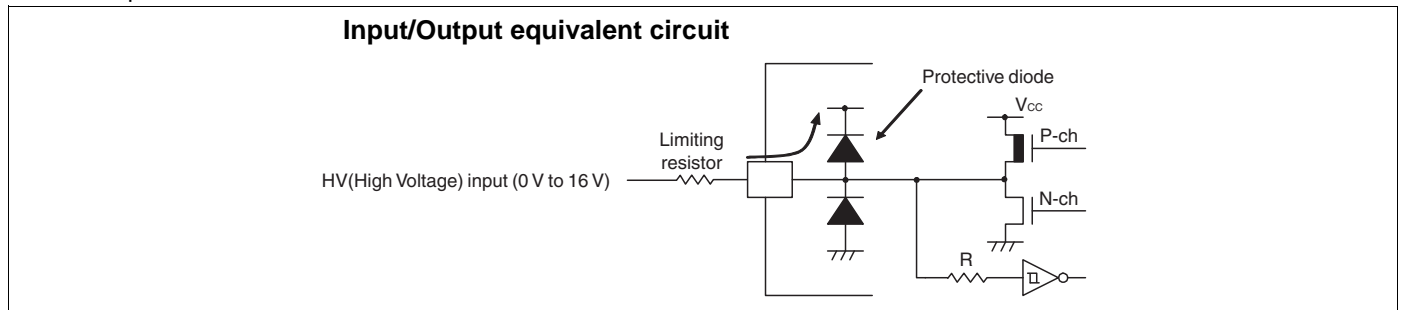 Input/Output equivalent circuit
Protective diode
Vcc
P-ch
Limiting
resistor
HV(High Voltage) input (0 V to 16 V)
N-ch
R